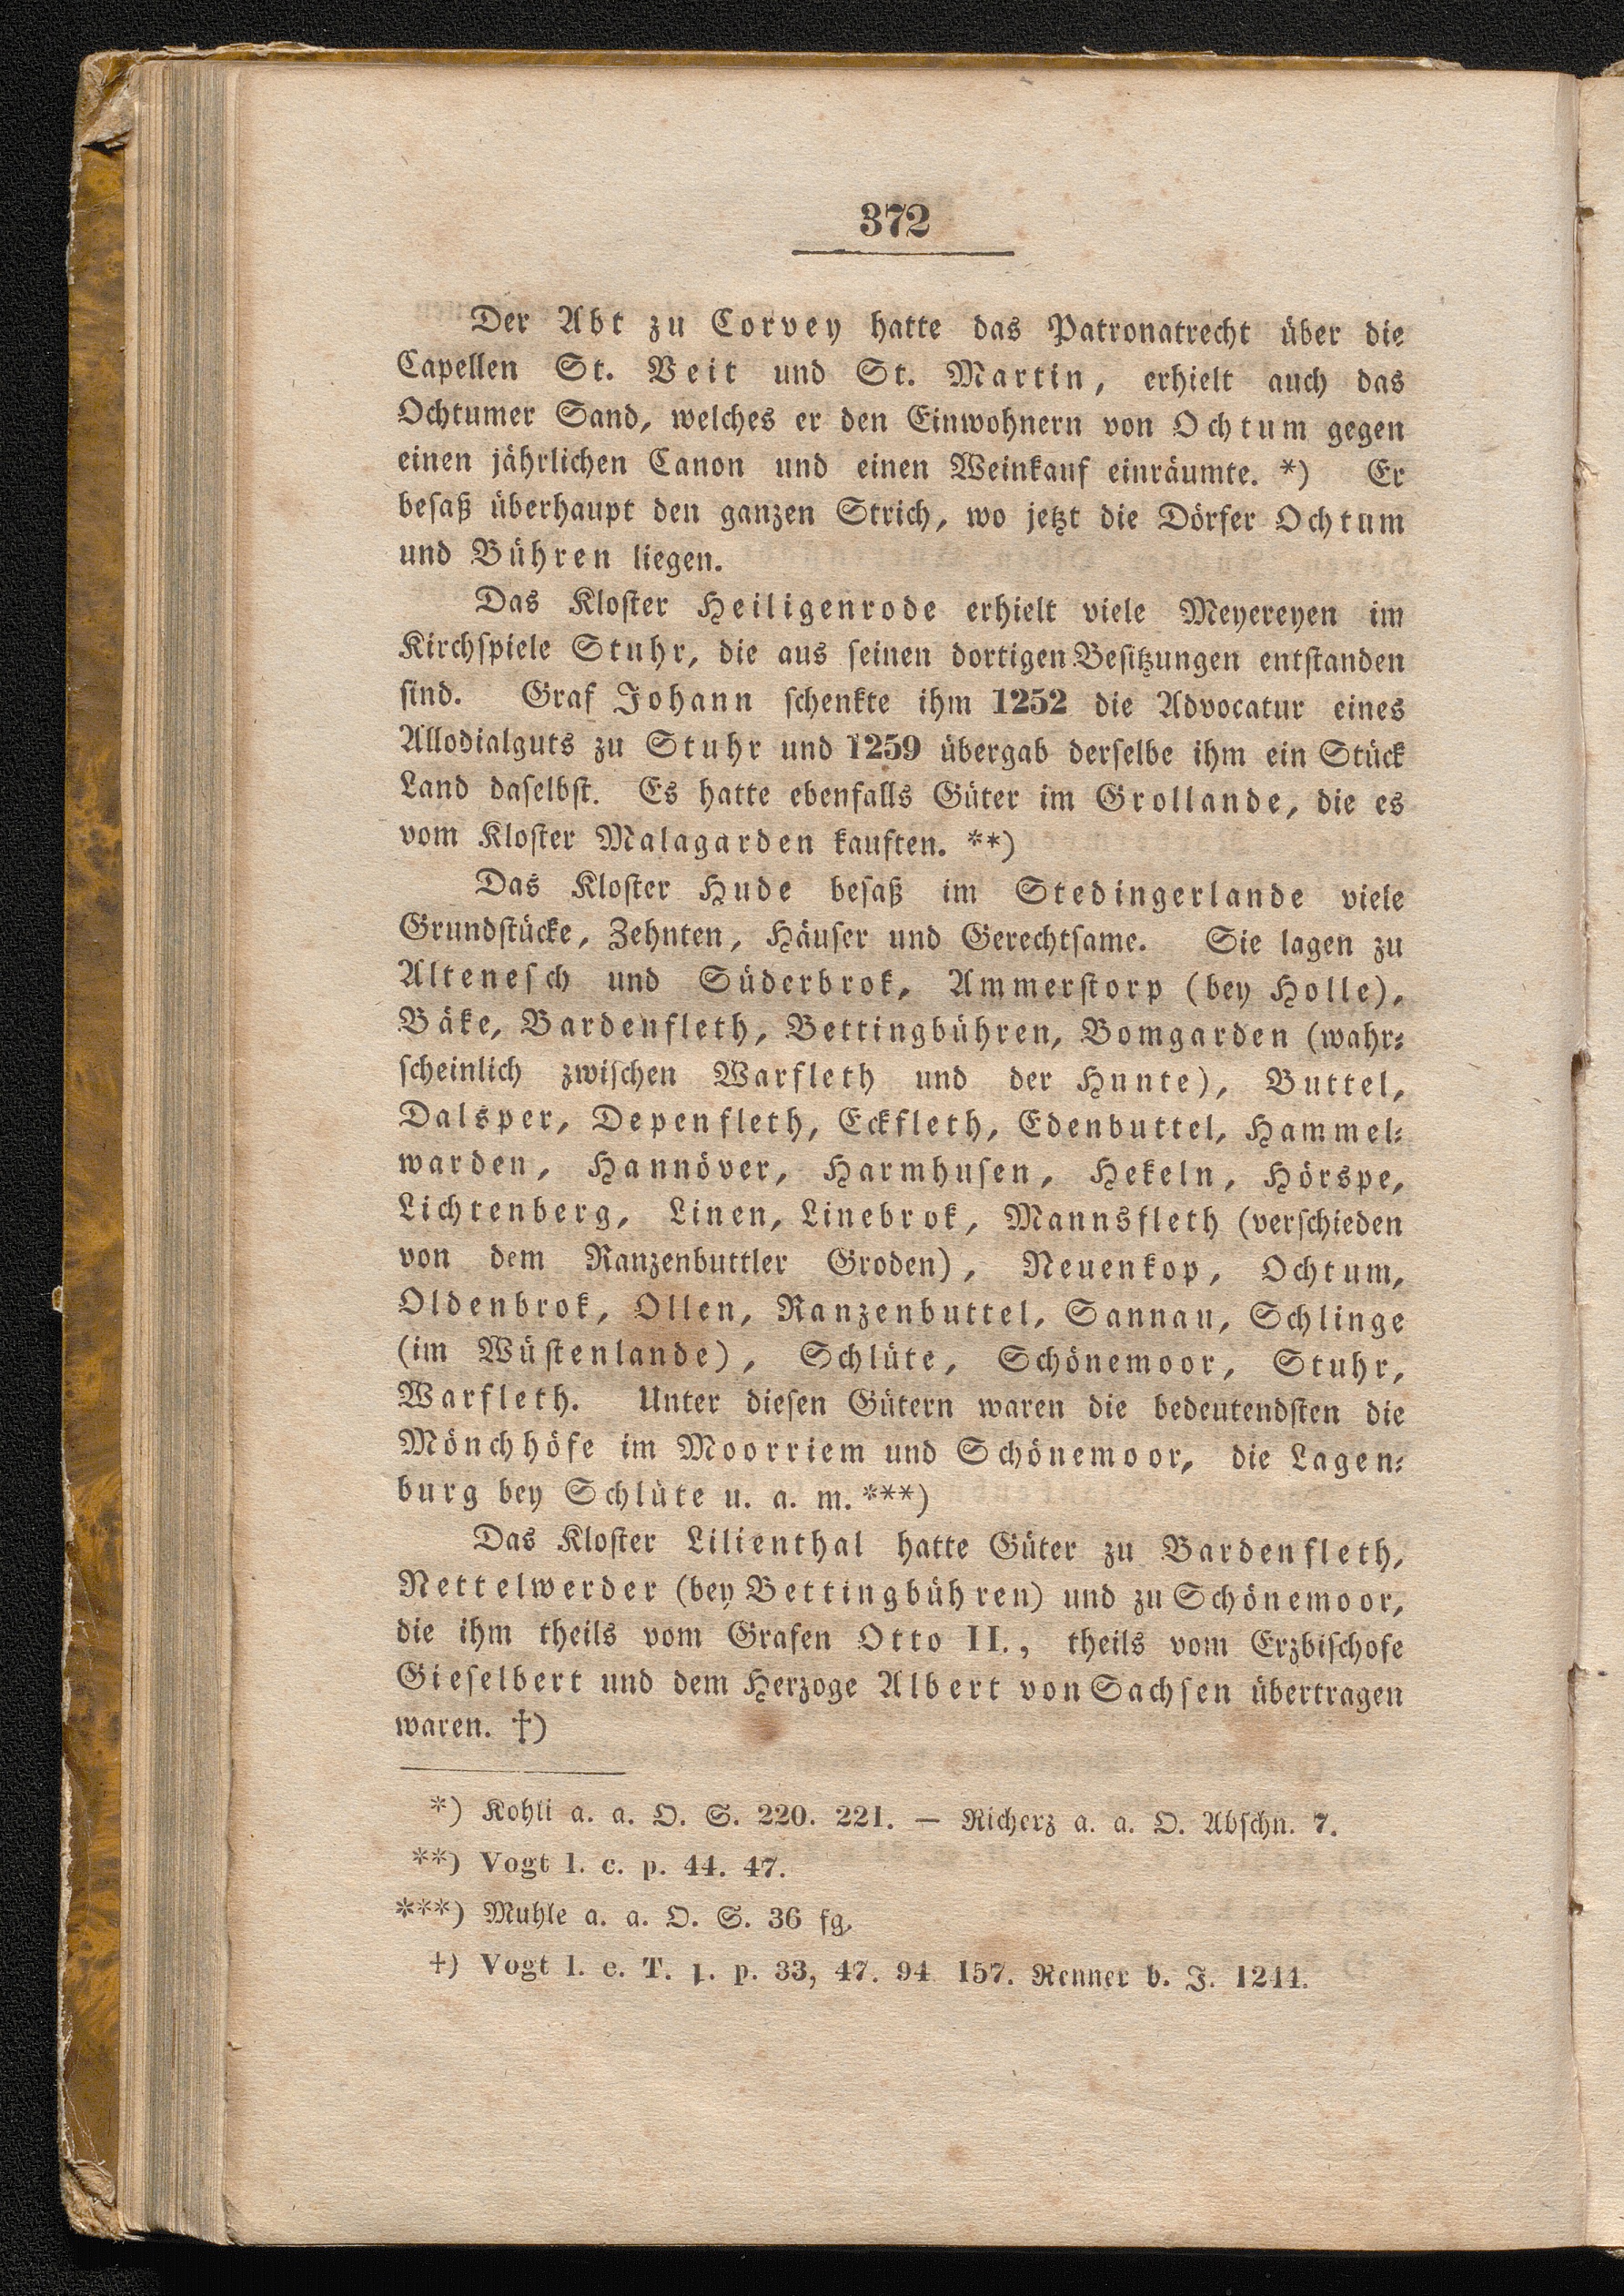 372
Der Abt zu Corvey hatte das Patronatrecht über die
Capellen St. Veit und St. Martin, erhielt auch das
Ochtumer Sand, welches er den Einwohnern von Ochtum gegen
einen jährlichen Canon und einen Weinkauf einräumte. *) Er
besaß überhaupt den ganzen Strich, wo jetzt die Dörfer Ochtum
und Bühren liegen.
Das Kloster Heiligenrode erhielt viele Meyereyen im
Kirchspiele Stuhr, die aus seinen dortigen Besitzungen entstanden
sind. Graf Johann schenkte ihm 1252 die Advocatur eines
Allodialguts zu Stuhr und 1259 übergab derselbe ihm ein Stück
Land daselbst. Es hatte ebenfalls Güter im Grollande, die es
vom Kloster Malagarden kauften. **)
Das Kloster Hude besaß im Stedingerlande viele
Grundstücke, Zehnten, Häuser und Gerechtsame. Sie lagen zu
Altenesch und Süderbrok, Ammerstorp (bey Holle),
Bäke, Bardenfleth, Bettingbühren, Bomgarden (wahr-
scheinlich zwischen Warfleth und der Hunte), Buttel,
Dalsper, Depenfleth, Eckfleth, Edenbuttel, Hammel-
warden, Hannöver, Harmhusen, Hekeln, Hörspe,
Lichtenberg, Linen, Linebrok, Mannsfleth (verschieden
von dem Ranzenbuttler Groden), Neuenkop, Ochtum,
Oldenbrok, Ollen, Ranzenbuttel, Sannau, Schlinge
(im Wüstenlande), Schlüte, Schönemoor, Stuhr,
Warfleth. Unter diesen Gütern waren die bedeutendsten die
Mönchhöfe im Moorriem und Schönemoor, die Lagen-
burg bey Schlüte u. a. m. ***)
Das Kloster Lilienthal hatte Güter zu Bardenfleth,
Nettelwerder (bey Bettingbühren) und zu Schönemoor,
die ihm theils vom Grafen Otto II., theils vom Erzbischofe
Gieselbert und dem Herzoge Albert von Sachsen übertragen
waren. †)
*) Kohli a. a. O. S. 220. 221. — Richerz a. a. O. Abschn. 7.
**) Vogt l. c. p. 44. 47.
***) Muhle a. a. O. S. 36 fg.
†) Vogt l. c. T. I. p. 33, 47. 94 157. Renner b. J. 1244.